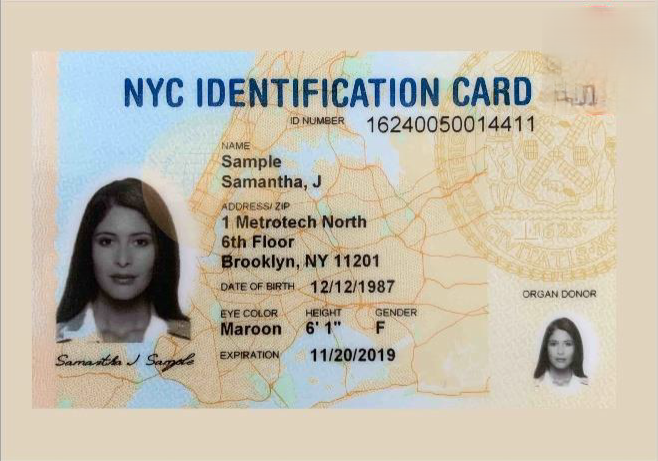 NYC IDENTIFICATION CARD
ID NUMBER 16240050014411
NAME
Sample
Samantha, J
ADDRESS/ ZIP
1 Metrotech North
6th Floor
Brooklyn, NY 11201
DATE OF BIRTH 12/12/1987
EYE COLOR HEIGHT GENDER
Maroon 6' 1" F
EXPIRATION 11/20/2019
Samantha J Sample
ORGAN DONOR
1625